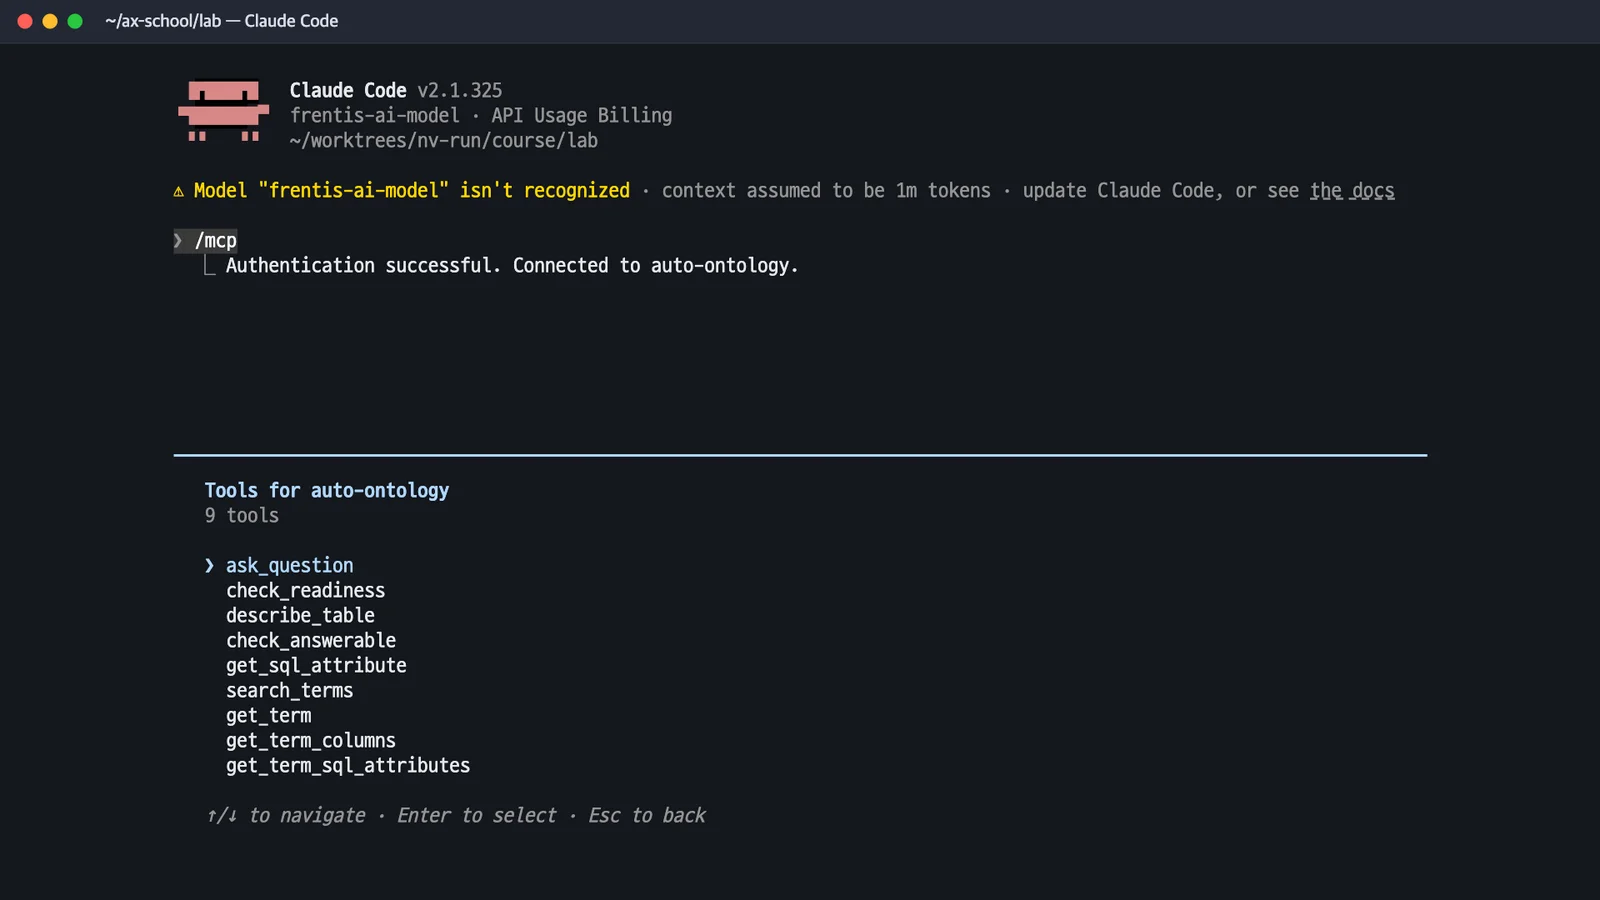 ~/ax-school/lab — Claude Code
Claude Code v2.1.325
frentis-ai-model · API Usage Billing
~/worktrees/nv-run/course/lab
⚠ Model "frentis-ai-model" isn't recognized · context assumed to be 1m tokens · update Claude Code, or see the docs
❯ /mcp
⎿ Authentication successful. Connected to auto-ontology.
Tools for auto-ontology
9 tools
❯ ask_question
check_readiness
describe_table
check_answerable
get_sql_attribute
search_terms
get_term
get_term_columns
get_term_sql_attributes
↑/↓ to navigate · Enter to select · Esc to back